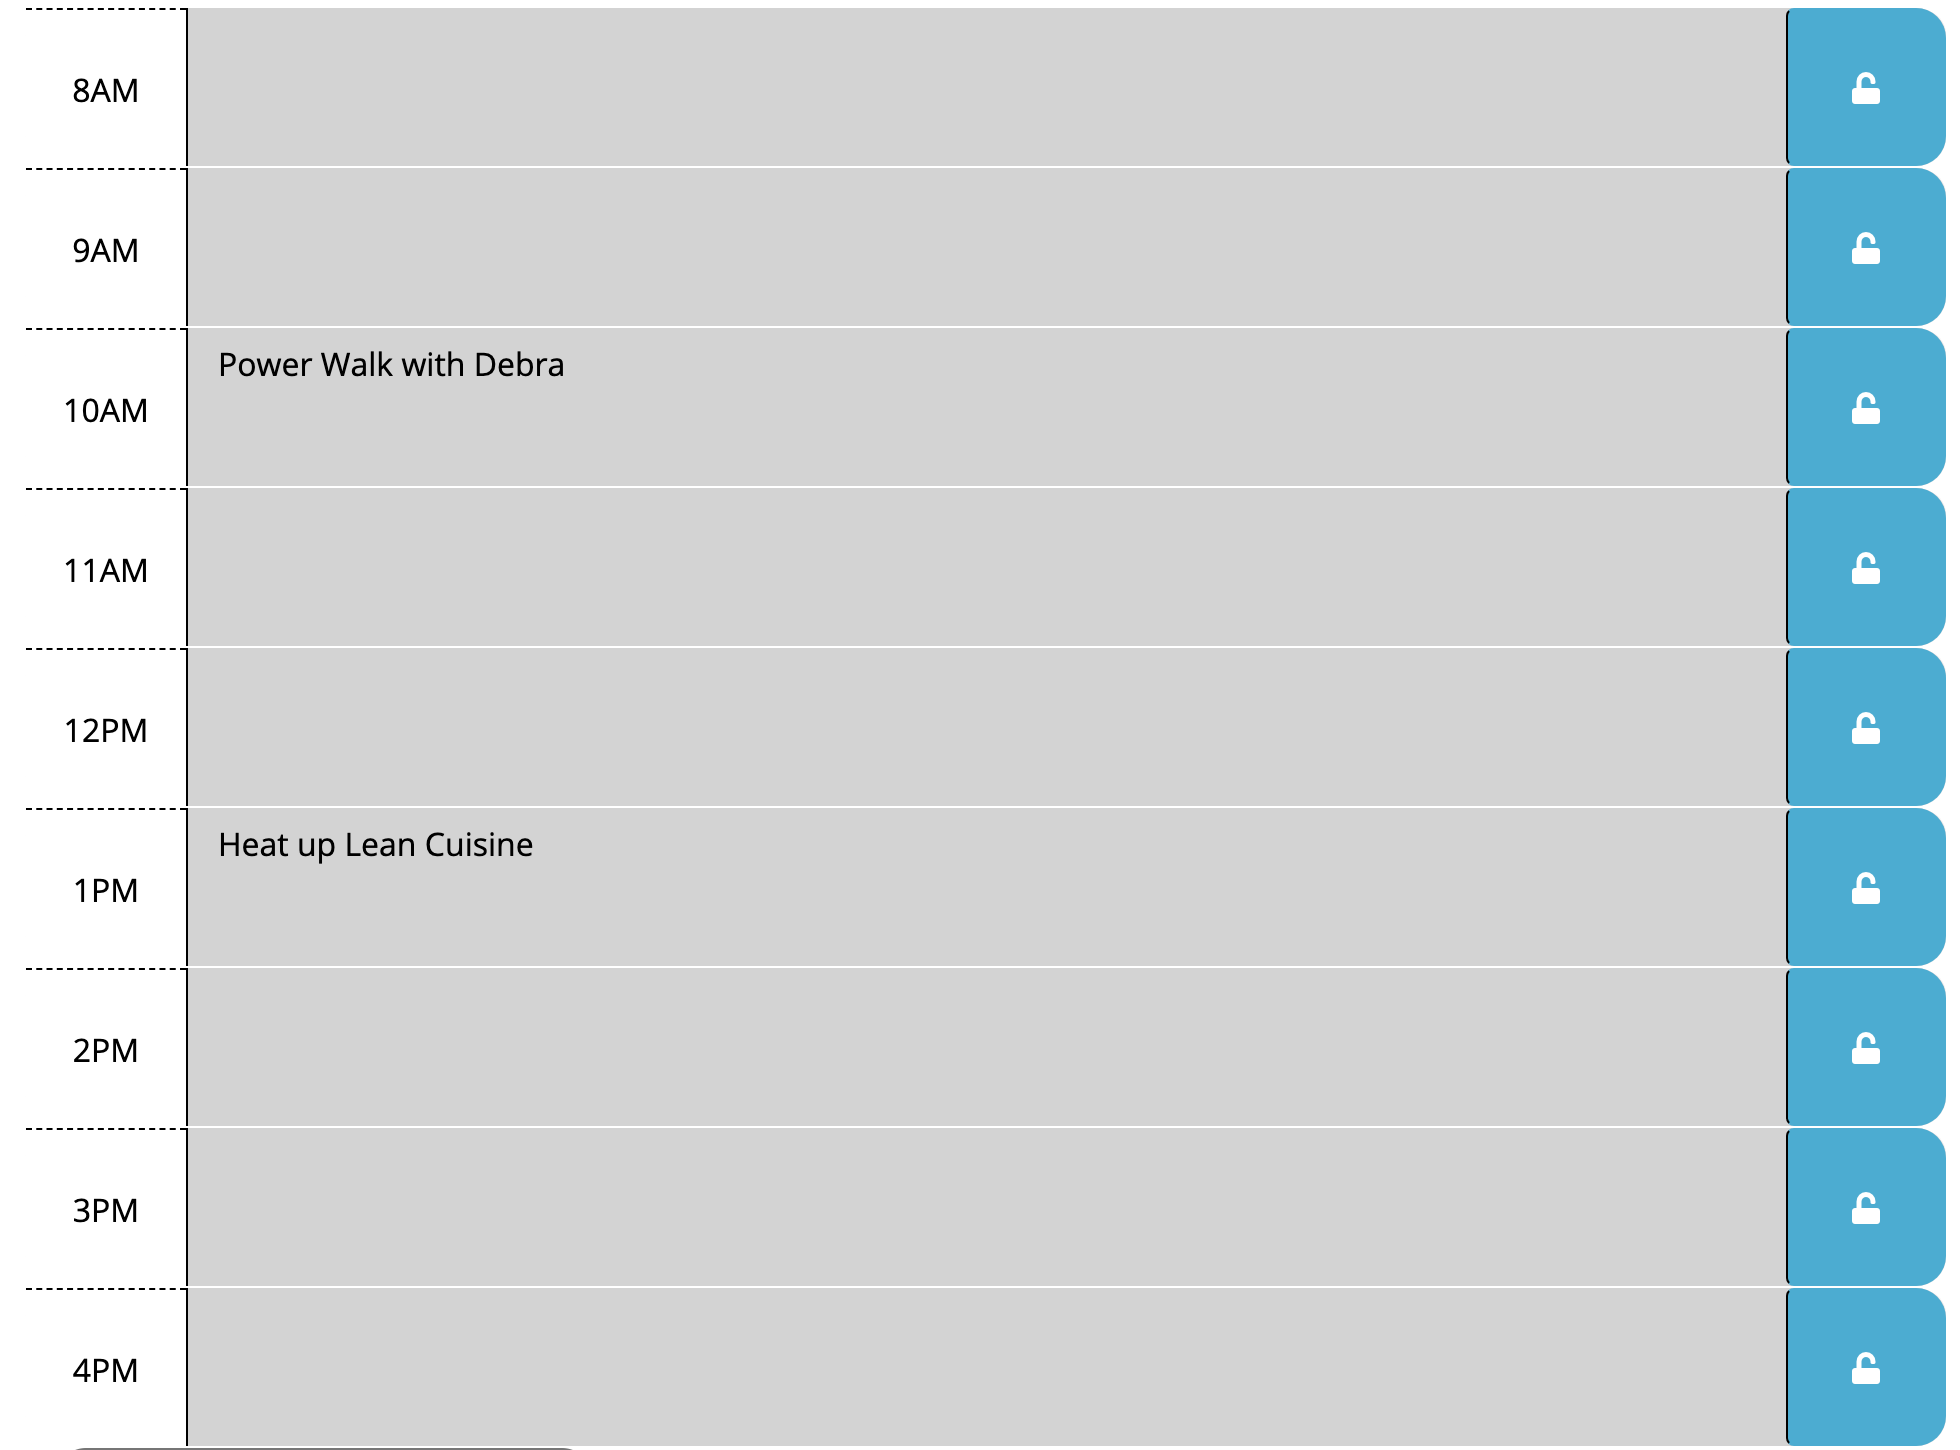 8AM
9AM
Power Walk with Debra
10AM
11AM
12PM
Heat up Lean Cuisine
1PM
2PM
3PM
4PM